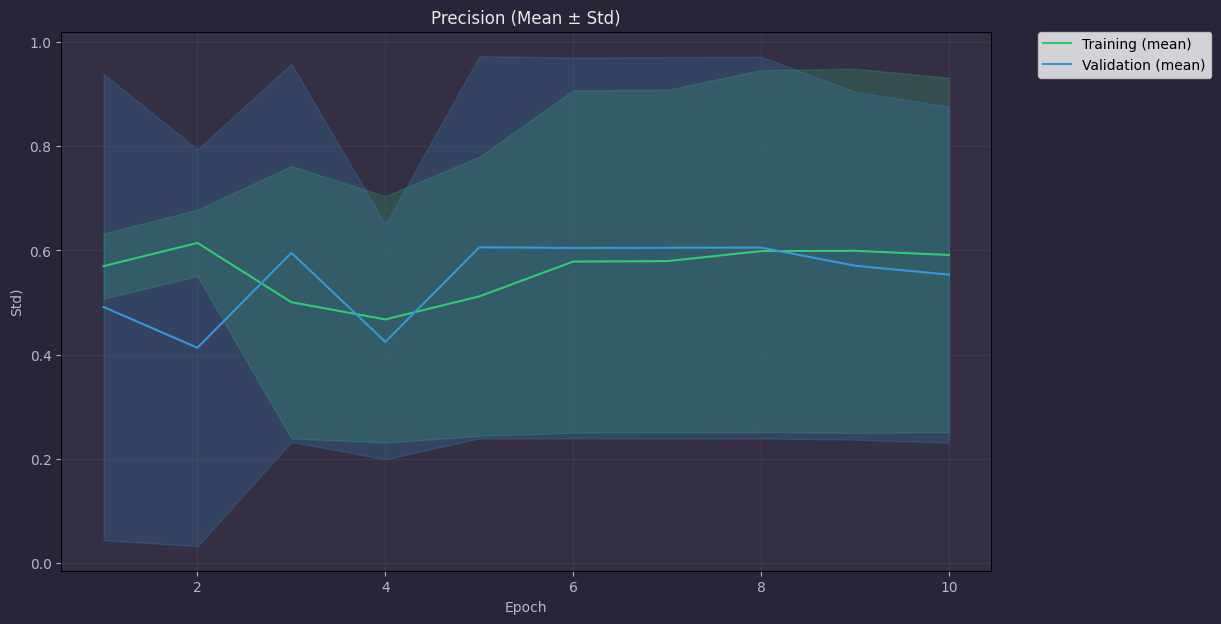 Precision (Mean ± Std)
Training (mean)
Validation (mean)
1.0
0.8
0.6
0.4
0.2
0.0
Std)
2 4 6 8 10
Epoch